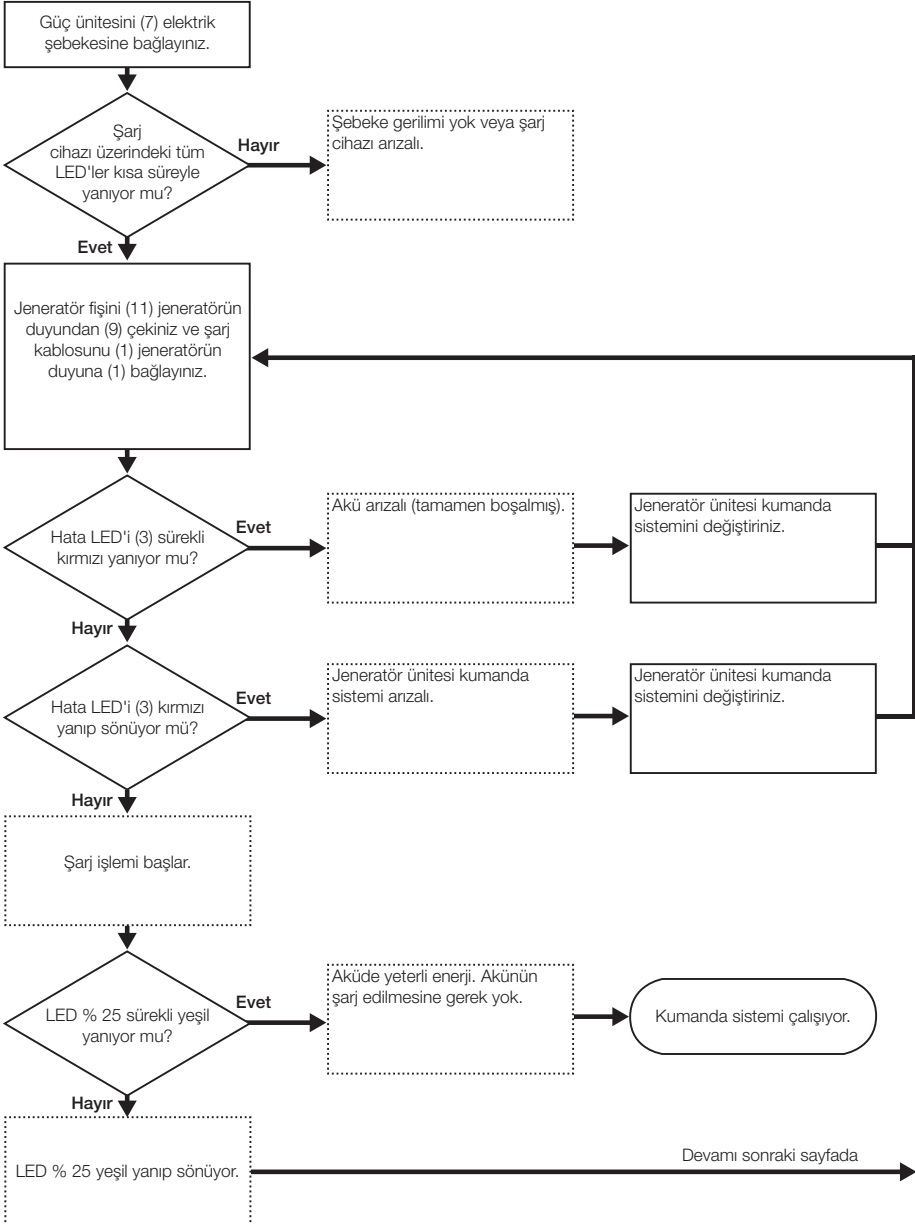 Güç ünitesini (7) elektrik
şebekesine bağlayınız.
Şarj
cihazı üzerindeki tüm
LED'ler kısa süreyle
yanıyor mu?
Hayır
Şebeke gerilimi yok veya şarj
cihazı arızalı.
Evet
Jeneratör fişini (11) jeneratörün
duyundan (9) çekiniz ve şarj
kablosunu (1) jeneratörün
duyuna (1) bağlayınız.
Hata LED'i (3) sürekli
kırmızı yanıyor mu?
Evet
Akü arızalı (tamamen boşalmış).
Jeneratör ünitesi kumanda
sistemini değiştiriniz.
Hayır
Hata LED'i (3) kırmızı
yanıp sönüyor mü?
Evet
Jeneratör ünitesi kumanda
sistemi arızalı.
Jeneratör ünitesi kumanda
sistemini değiştiriniz.
Hayır
Şarj işlemi başlar.
LED % 25 sürekli yeşil
yanıyor mu?
Evet
Aküde yeterli enerji. Akünün
şarj edilmesine gerek yok.
Kumanda sistemi çalışıyor.
Hayır
LED % 25 yeşil yanıp sönüyor.
Devamı sonraki sayfada